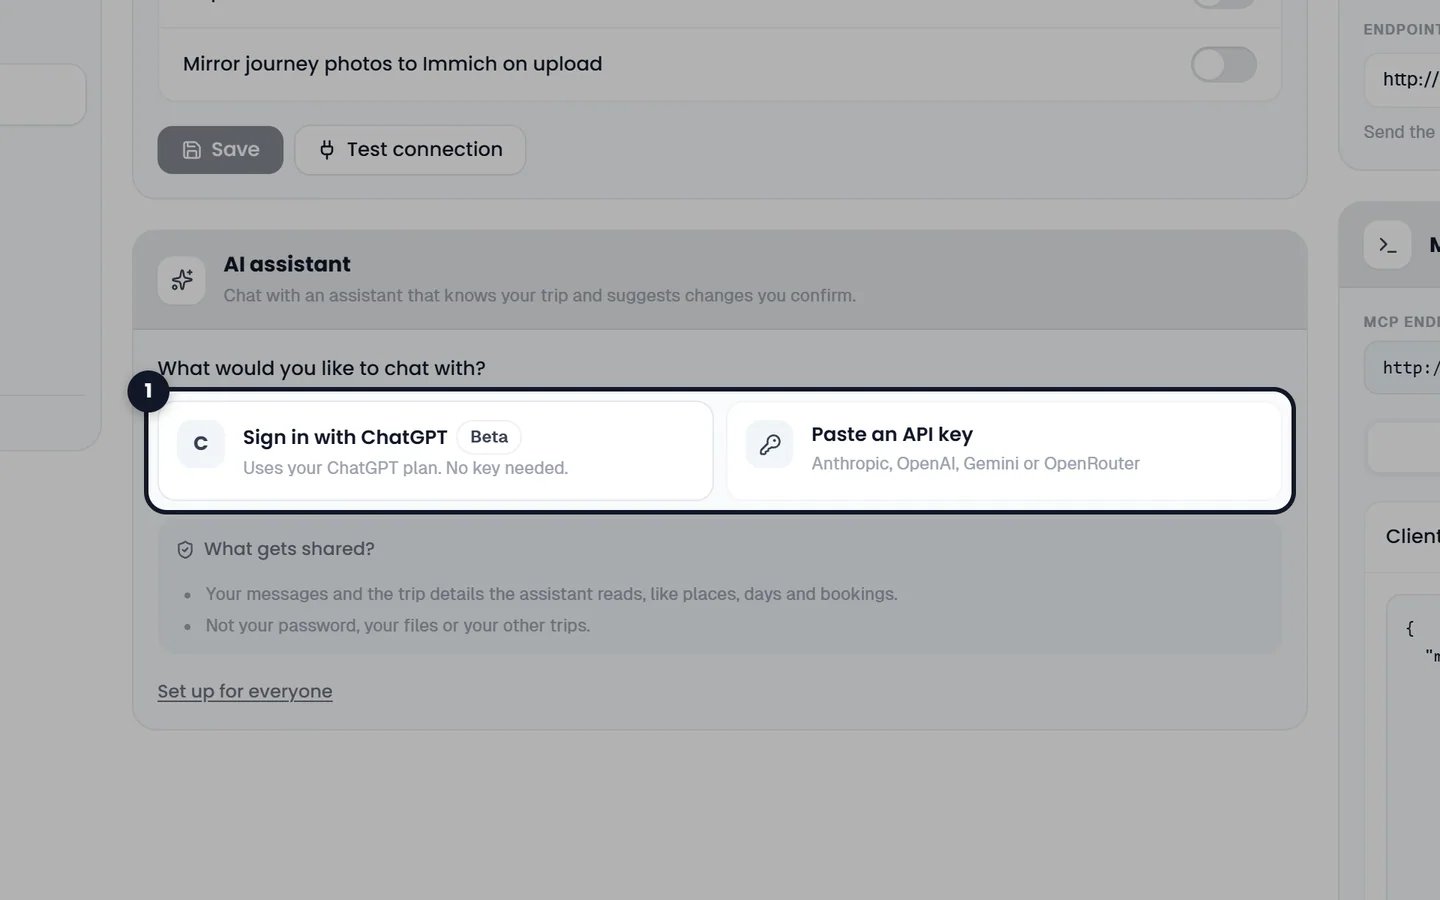 Mirror journey photos to Immich on upload
Save
Test connection
AI assistant
Chat with an assistant that knows your trip and suggests changes you confirm.
What would you like to chat with?
1
C
Sign in with ChatGPT
Beta
Uses your ChatGPT plan. No key needed.
Paste an API key
Anthropic, OpenAI, Gemini or OpenRouter
What gets shared?
Your messages and the trip details the assistant reads, like places, days and bookings.
Not your password, your files or your other trips.
Set up for everyone
ENDPOINT
http://
Send the
MCP
http:/
Client
{